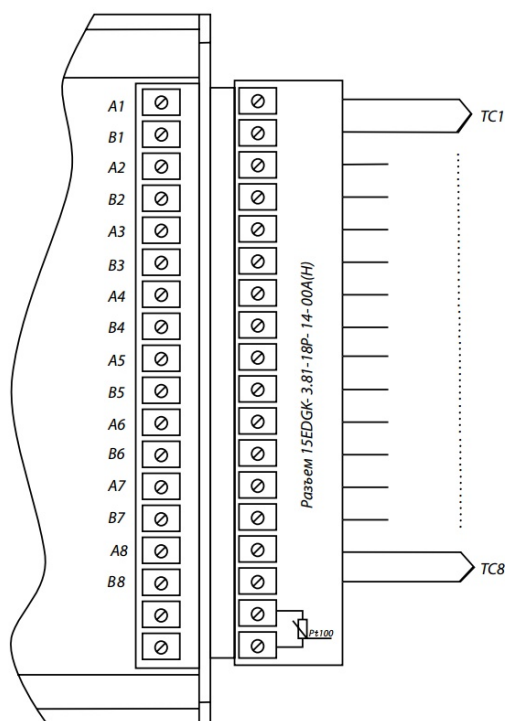 A1
B1
A2
B2
A3
B3
A4
B4
A5
B5
A6
B6
A7
B7
A8
B8
Разъем 15EDGK- 3.81-18P- 14- 00A(H)
Pt100
TC1
TC8